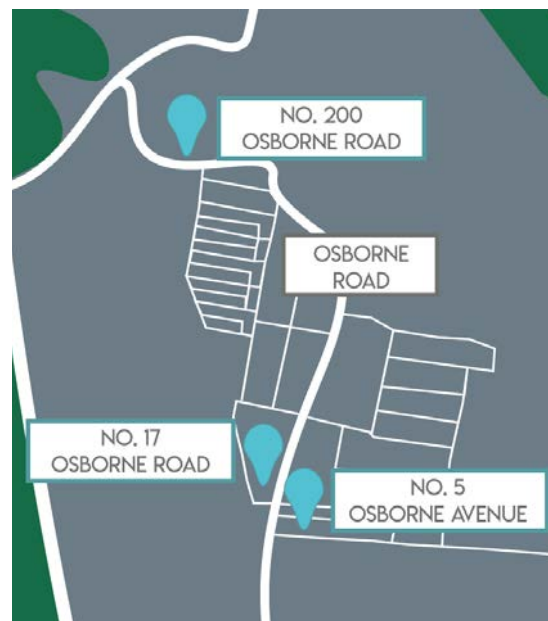 NO. 200
OSBORNE ROAD
OSBORNE
ROAD
NO. 17
OSBORNE ROAD
NO. 5
OSBORNE AVENUE